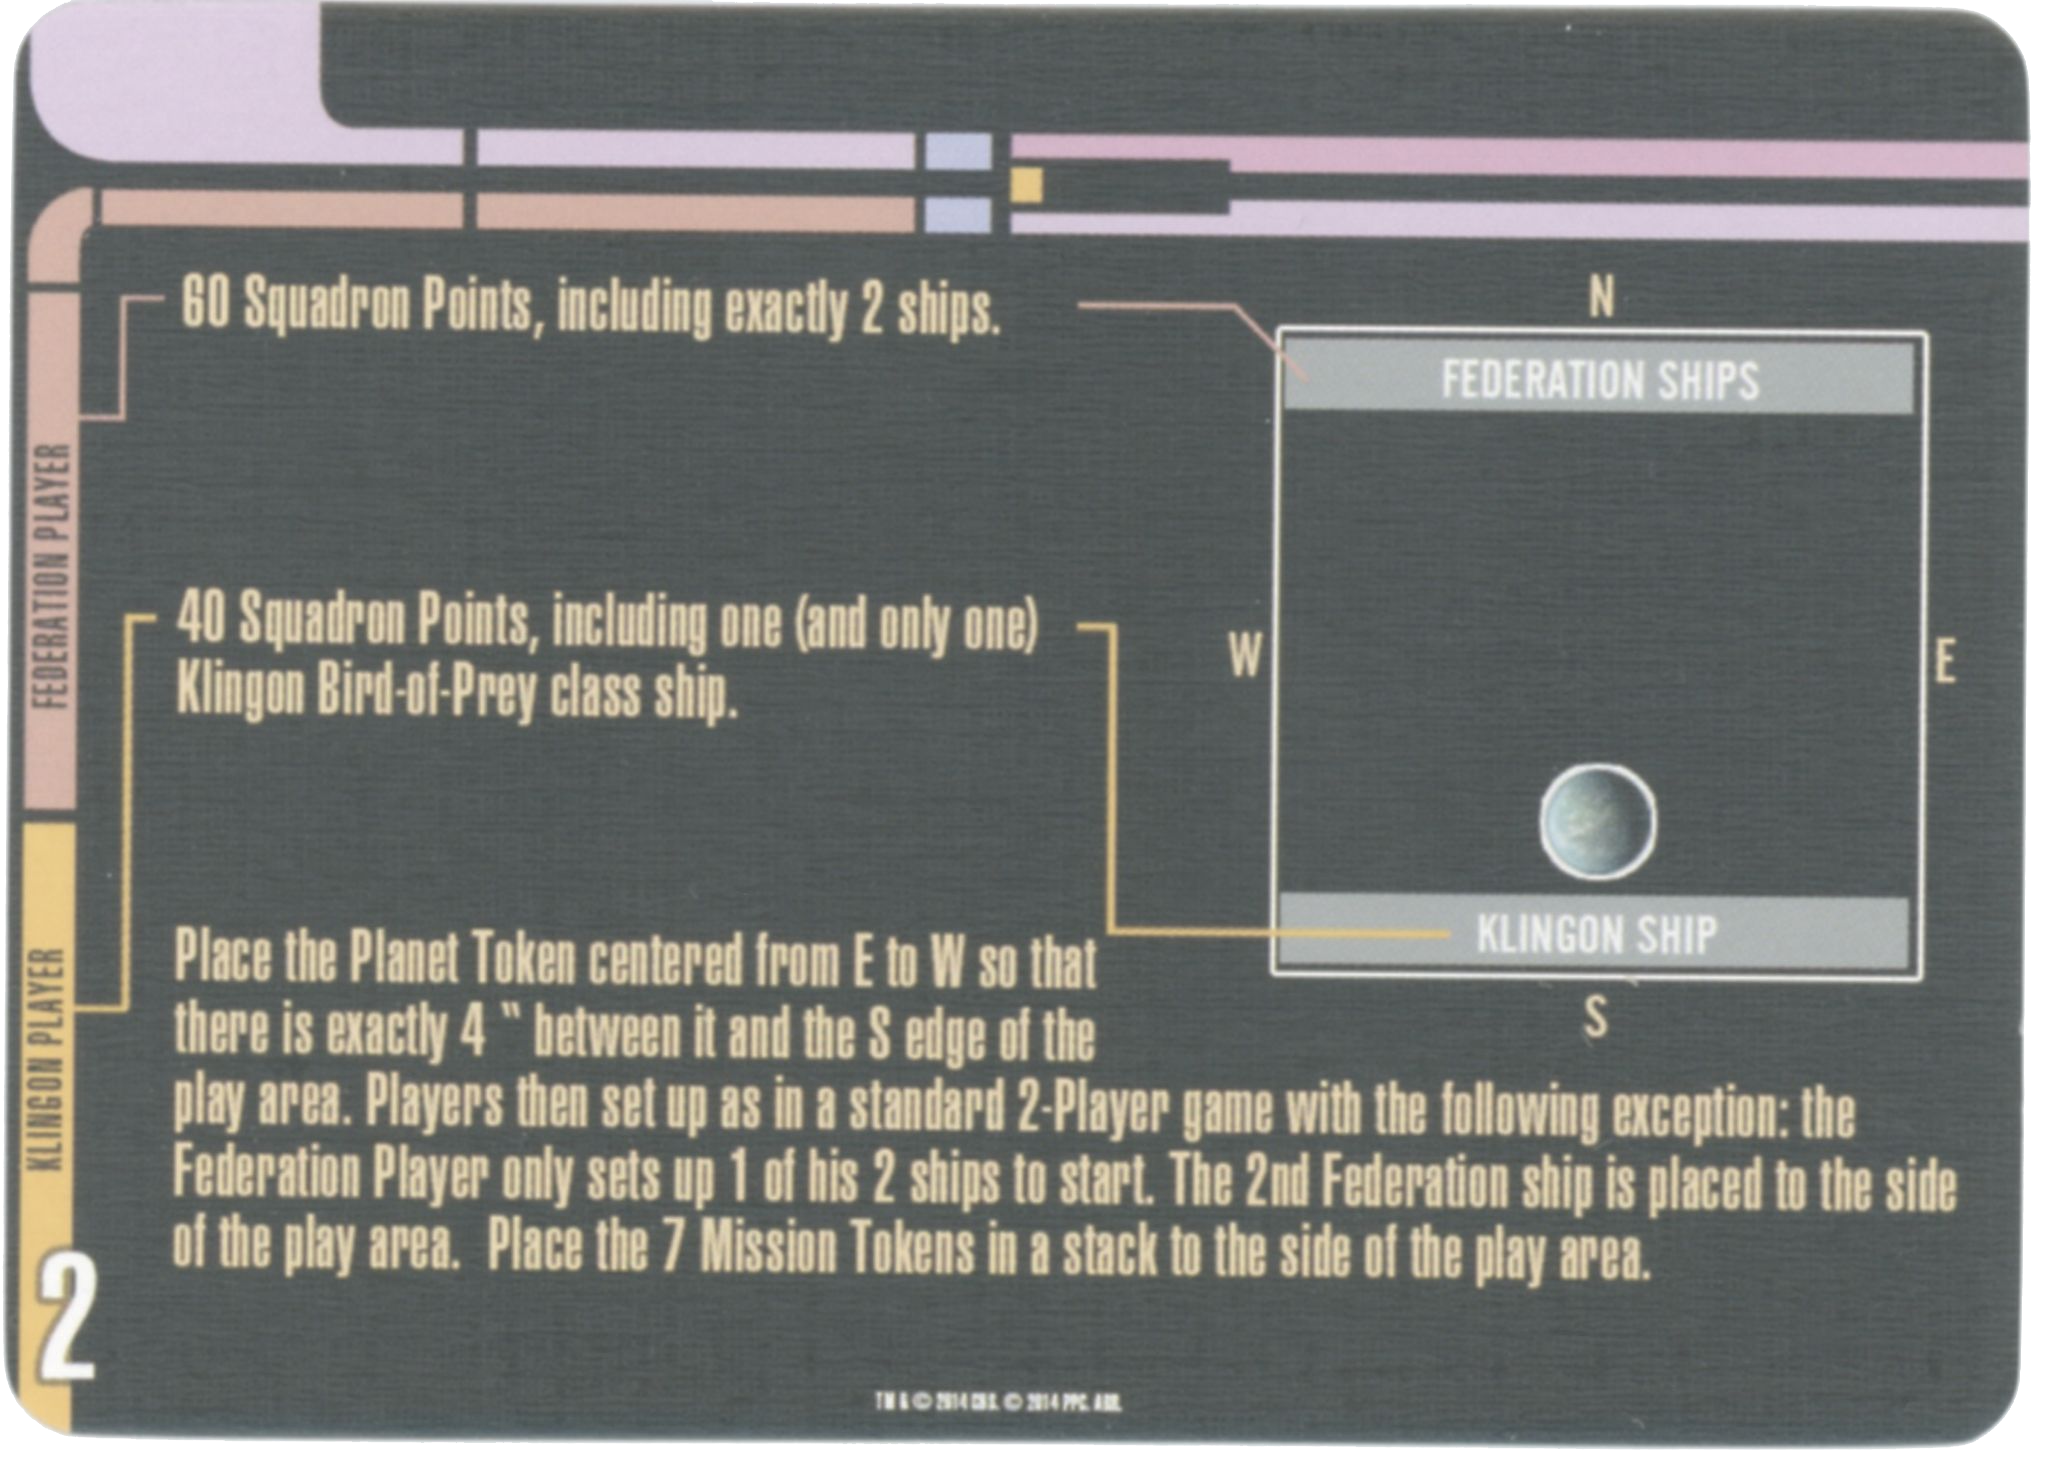 60 Squadron Points, including exactly 2 ships.
N
FEDERATION SHIPS
FEDERATION PLAYER
40 Squadron Points, including one (and only one)
Klingon Bird-of-Prey class ship.
W
E
KLINGON SHIP
S
KLINGON PLAYER
Place the Planet Token centered from E to W so that
there is exactly 4 " between it and the S edge of the
play area. Players then set up as in a standard 2-Player game with the following exception: the
Federation Player only sets up 1 of his 2 ships to start. The 2nd Federation ship is placed to the side
of the play area. Place the 7 Mission Tokens in a stack to the side of the play area.
2
TM & © 2014 CBS. © 2014 PPC. ARR.